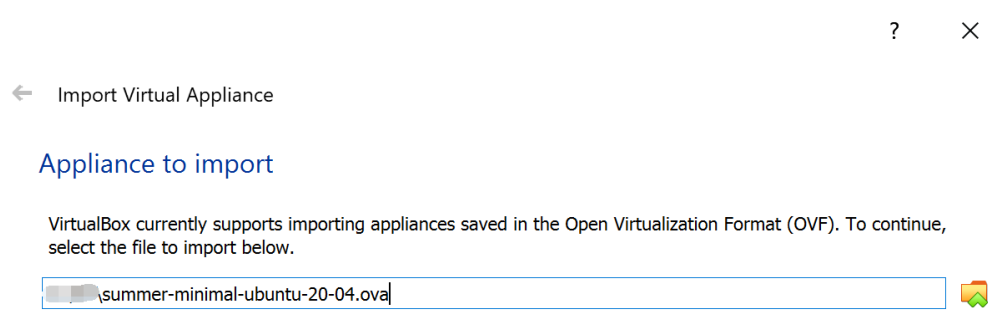 ?
Import Virtual Appliance
Appliance to import
VirtualBox currently supports importing appliances saved in the Open Virtualization Format (OVF). To continue,
select the file to import below.
\summer-minimal-ubuntu-20-04.ova